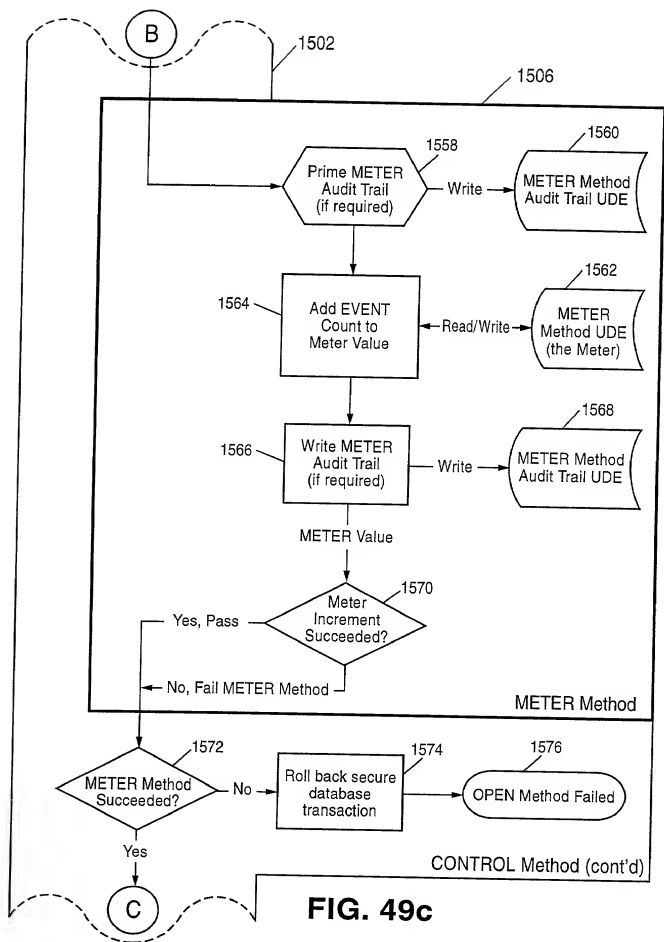 B
1502
1506
1558
Prime METER
Audit Trail
(if required)
Write
1560
METER Method
Audit Trail UDE
1564
Add EVENT
Count to
Meter Value
Read/Write
1562
METER
Method UDE
(the Meter)
1566
Write METER
Audit Trail
(if required)
Write
1568
METER Method
Audit Trail UDE
METER Value
1570
Meter
Increment
Succeeded?
Yes, Pass
No, Fail METER Method
METER Method
1572
METER Method
Succeeded?
No
1574
Roll back secure
database
transaction
1576
OPEN Method Failed
Yes
CONTROL Method (cont'd)
C
FIG. 49c